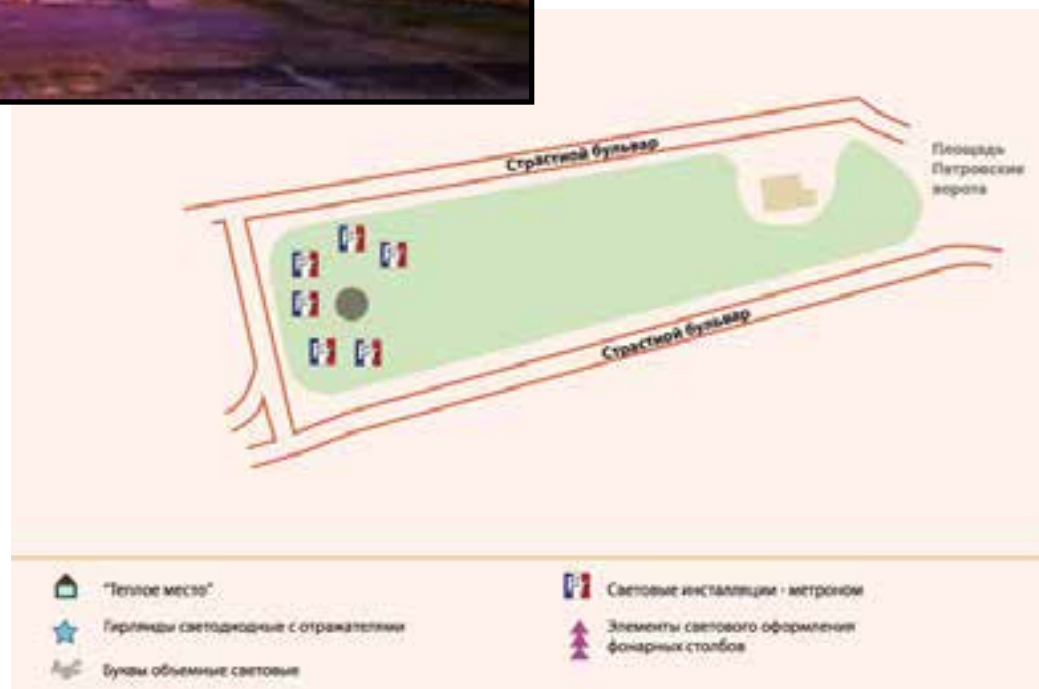 Страстной бульвар
Площадь
Петровские
ворота
Страстной бульвар
"Теплое место"
Гирлянды светодиодные с отражателями
Буквы объемные световые
Световые инсталляции - метроном
Элементы светового оформления
фонарных столбов